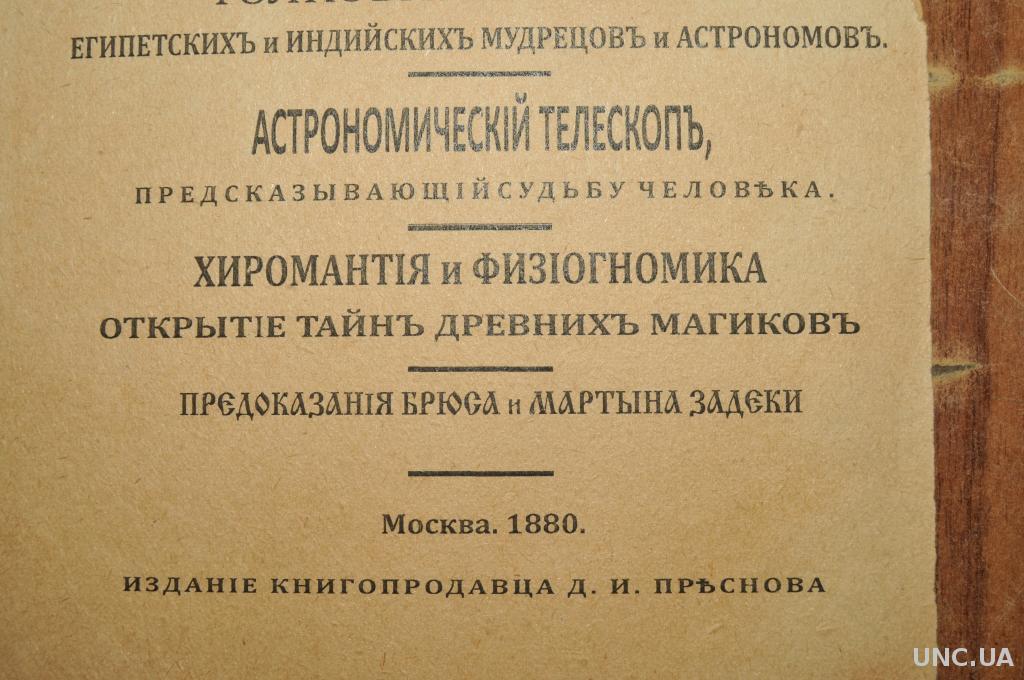 ЕГИПЕТСКИХЪ и ИНДИЙСКИХЪ МУДРЕЦОВЪ и АСТРОНОМОВЪ.
АСТРОНОМИЧЕСКІЙ ТЕЛЕСКОПЪ,
ПРЕДСКАЗЫВАЮЩІЙ СУДЬБУ ЧЕЛОВѢКА.
ХИРОМАНТІЯ и ФИЗІОГНОМИКА
ОТКРЫТІЕ ТАЙНЪ ДРЕВНИХЪ МАГИКОВЪ
ПРЕДОКАЗАНІЯ БРЮСА и МАРТЫНА ЗАДЕКИ
Москва. 1880.
ИЗДАНІЕ КНИГОПРОДАВЦА Д. И. ПРѢСНОВА
UNC.UA